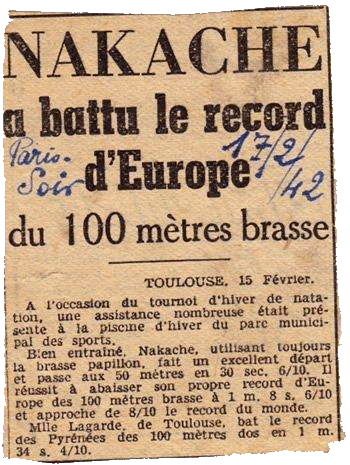 NAKACHE
a battu le record
d'Europe
Paris-
Soir
17/2/42
du 100 mètres brasse
TOULOUSE, 15 Février.
A l'occasion du tournoi d'hiver de nata-
tation, une assistance nombreuse était pré-
sente à la piscine d'hiver du parc munici-
pal des sports.
Bien entraîné, Nakache, utilisant toujours
la brasse papillon, fait un excellent départ
et passe aux 50 mètres en 30 sec. 6/10. Il
réussit à abaisser son propre record d'Eu-
rope des 100 mètres brasse à 1 m. 8 s. 6/10
et approche de 8/10 le record du monde.
Mlle Lagarde, de Toulouse, bat le record
des Pyrénées des 100 mètres dos en 1 m.
34 s. 4/10.